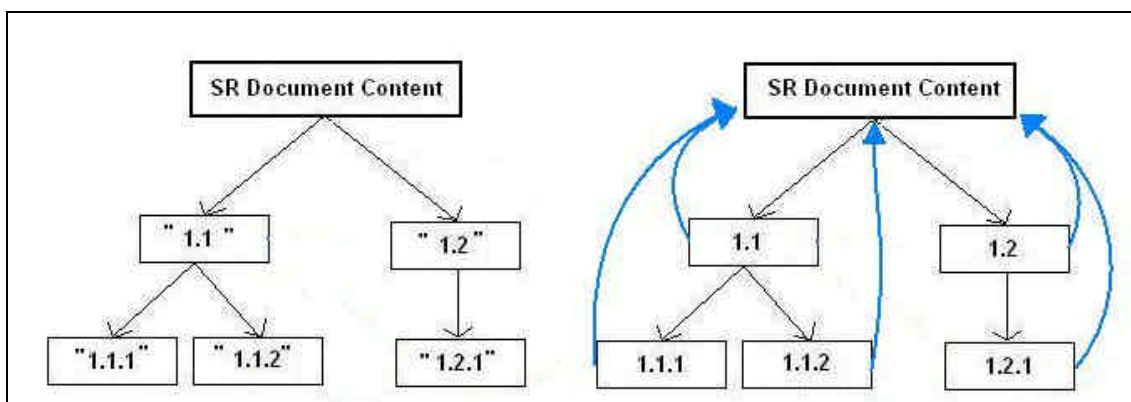 SR Document Content
SR Document Content
" 1.1 "
" 1.2 "
1.1
1.2
"1.1.1"
"1.1.2"
"1.2.1"
1.1.1
1.1.2
1.2.1